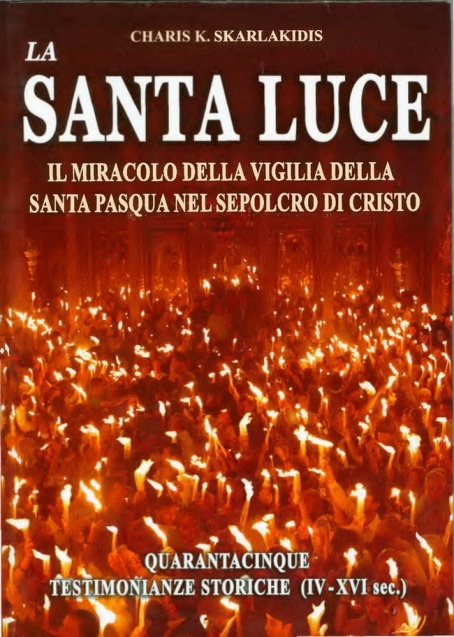 CHARIS K. SKARLAKIDIS
LA
SANTA LUCE
IL MIRACOLO DELLA VIGILIA DELLA
SANTA PASQUA NEL SEPOLCRO DI CRISTO
QUARANTACINQUE
TESTIMONIANZE STORICHE (IV-XVI sec.)